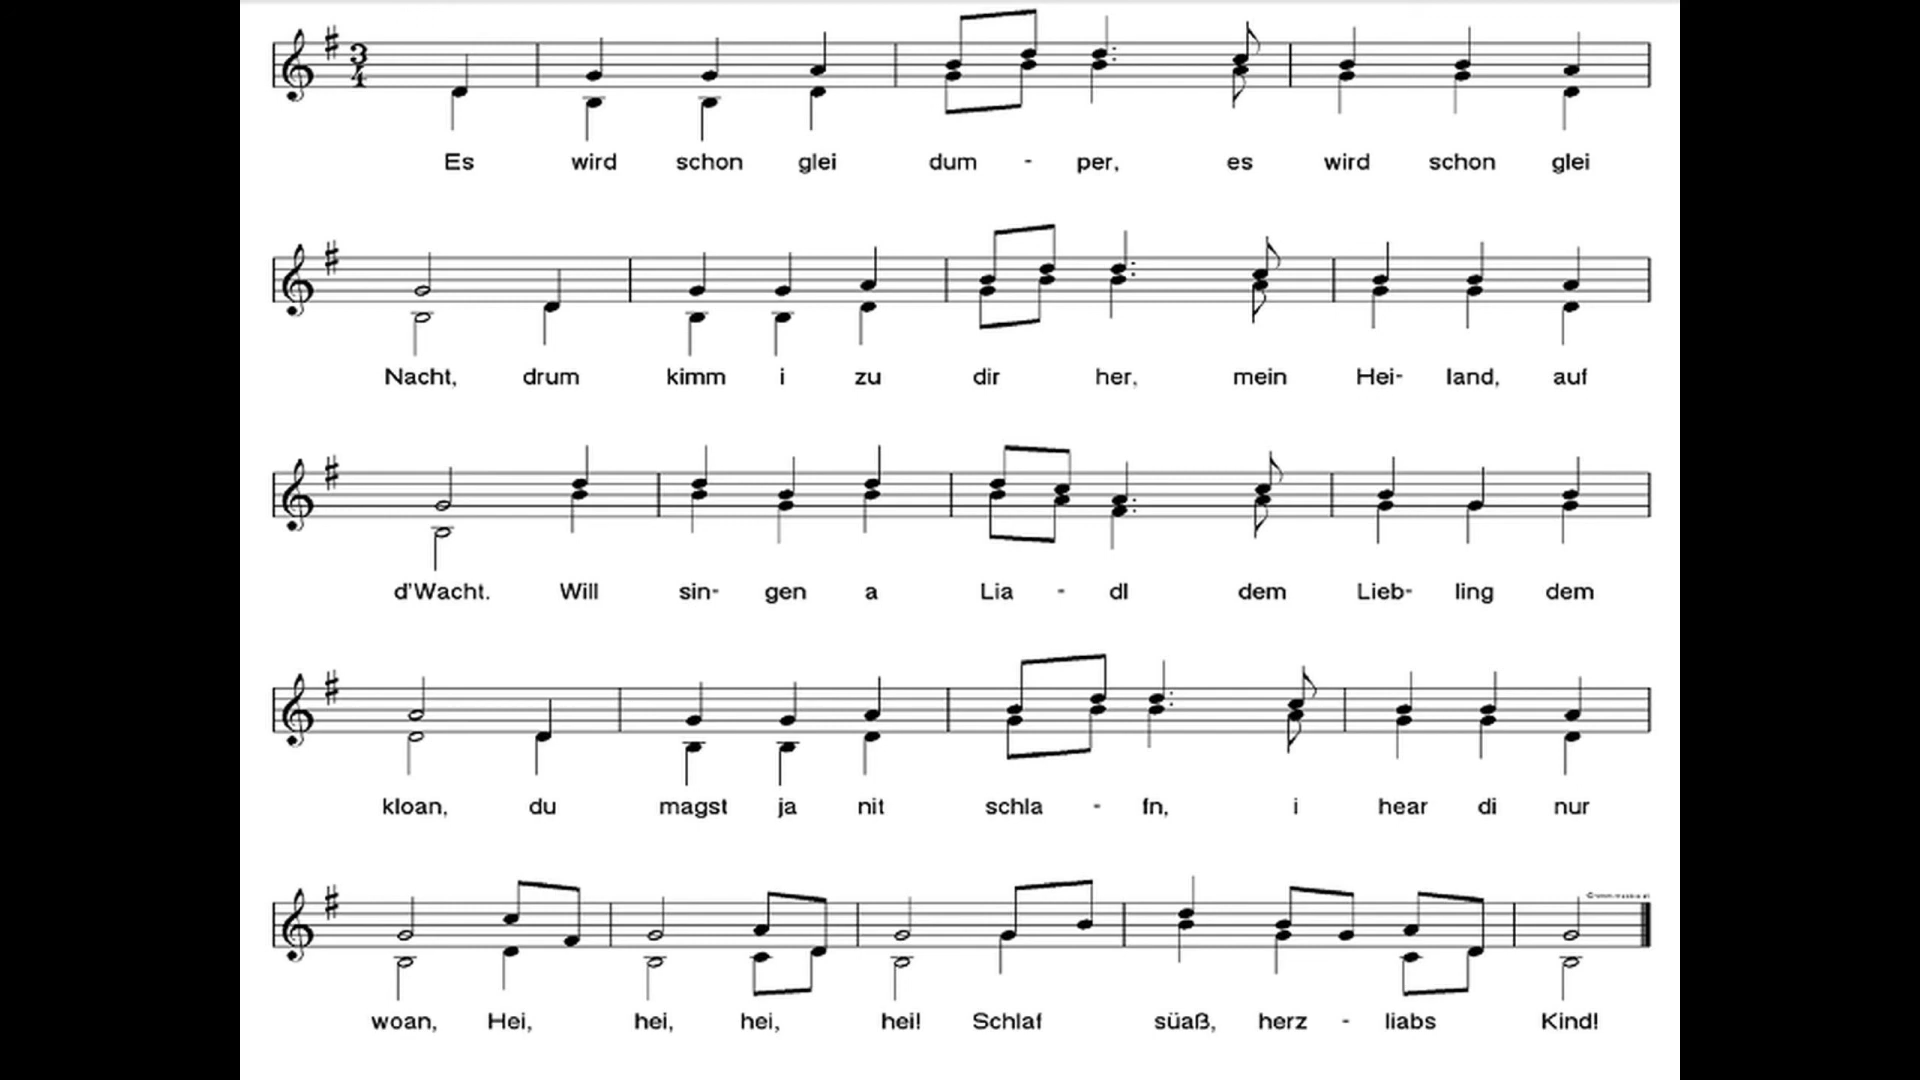 3
4
Es wird schon glei dum - per, es wird schon glei
Nacht, drum kimm i zu dir her, mein Hei- land, auf
d'Wacht. Will sin- gen a Lia - dl dem Lieb- ling dem
kloan, du magst ja nit schla - fn, i hear di nur
woan, Hei, hei, hei, hei! Schlaf süaß, herz - liabs Kind!